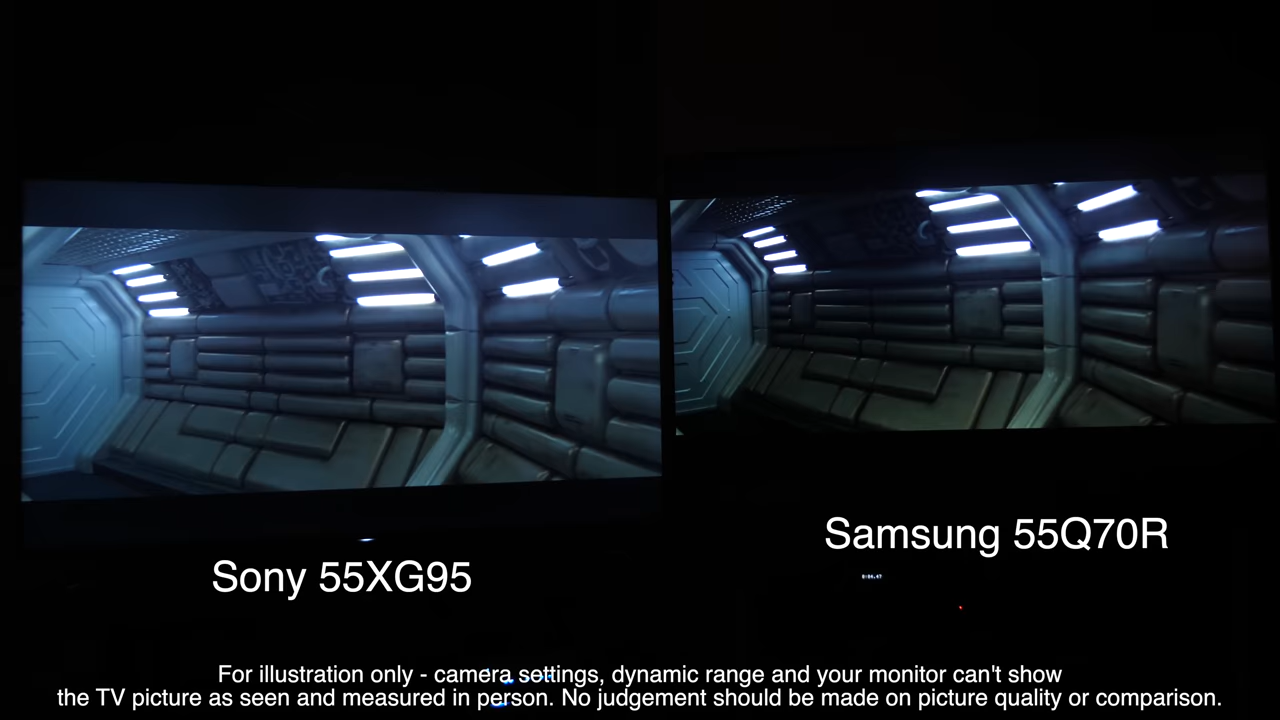 Samsung 55Q70R
Sony 55XG95
For illustration only - camera settings, dynamic range and your monitor can't show
the TV picture as seen and measured in person. No judgement should be made on picture quality or comparison.